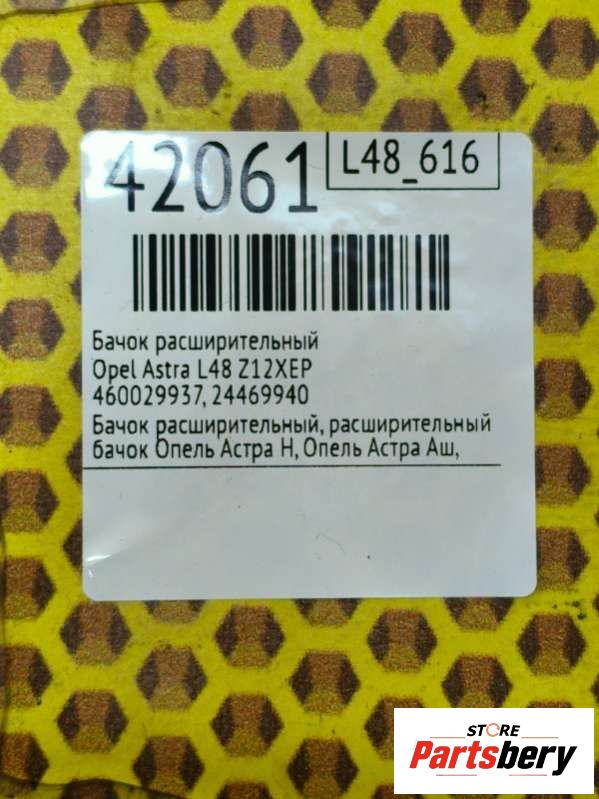 42061
L48_616
Бачок расширительный
Opel Astra L48 Z12XEP
460029937, 24469940
Бачок расширительный, расширительный
бачок Опель Астра Н, Опель Астра Аш,
STORE
Partsbery